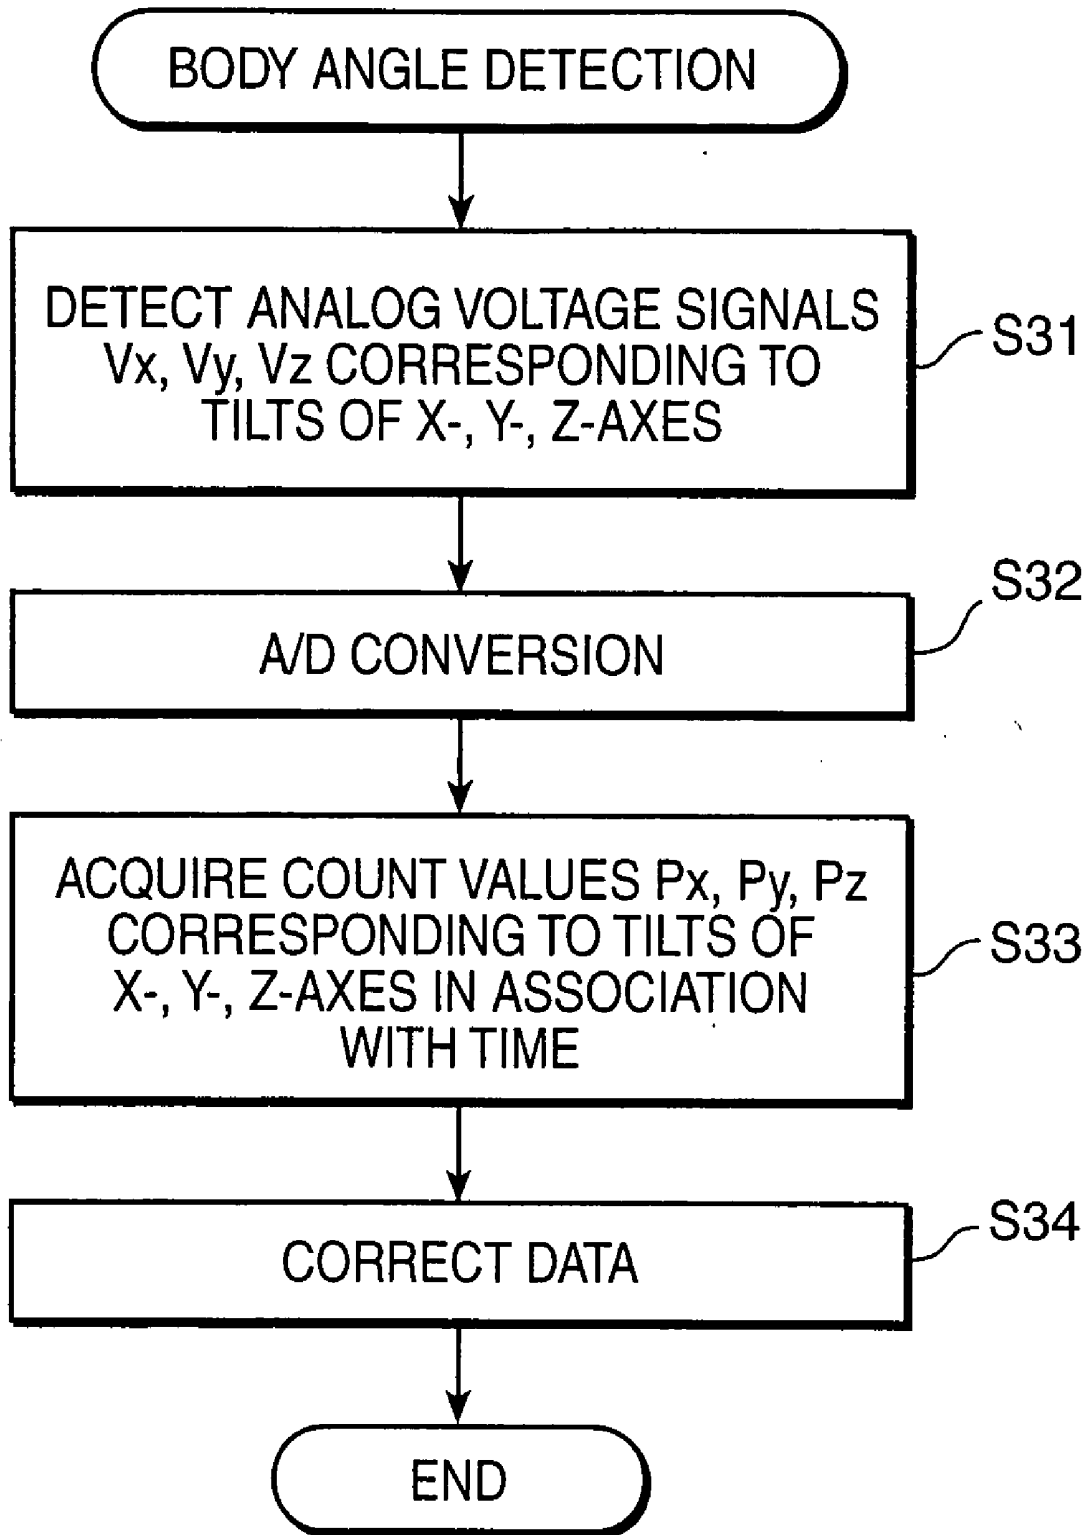 BODY ANGLE DETECTION
DETECT ANALOG VOLTAGE SIGNALS
Vx, Vy, Vz CORRESPONDING TO
TILTS OF X-, Y-, Z-AXES
S31
A/D CONVERSION
S32
ACQUIRE COUNT VALUES Px, Py, Pz
CORRESPONDING TO TILTS OF
X-, Y-, Z-AXES IN ASSOCIATION
WITH TIME
S33
CORRECT DATA
S34
END